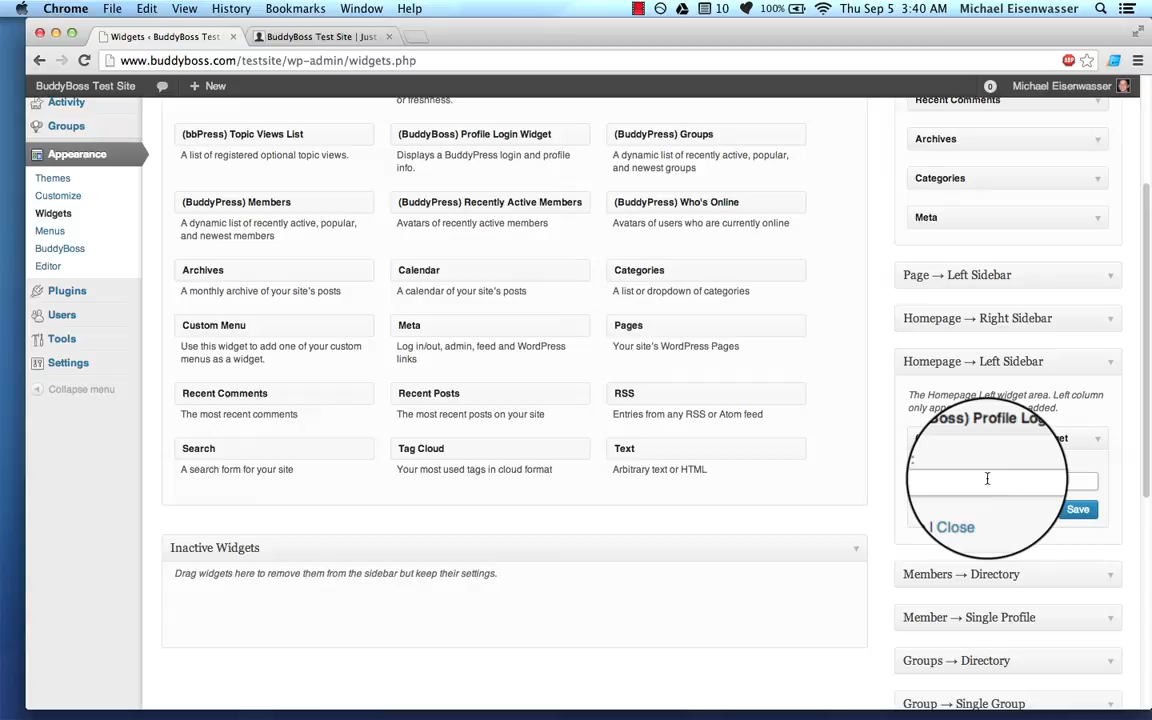 Chrome File Edit View History Bookmarks Window Help 10 100% Thu Sep 5 3:40 AM Michael Eisenwasser
Widgets ‹ BuddyBoss Test BuddyBoss Test Site | Just
www.buddyboss.com/testsite/wp-admin/widgets.php
BuddyBoss Test Site + New 0 Michael Eisenwasser
Activity
Groups
Appearance
Themes
Customize
Widgets
Menus
BuddyBoss
Editor
Plugins
Users
Tools
Settings
Collapse menu
or freshness.
(bbPress) Topic Views List (BuddyBoss) Profile Login Widget (BuddyPress) Groups
A list of registered optional topic views. Displays a BuddyPress login and profile A dynamic list of recently active, popular,
info. and newest groups
(BuddyPress) Members (BuddyPress) Recently Active Members (BuddyPress) Who's Online
A dynamic list of recently active, popular, Avatars of recently active members Avatars of users who are currently online
and newest members
Archives Calendar Categories
A monthly archive of your site's posts A calendar of your site's posts A list or dropdown of categories
Custom Menu Meta Pages
Use this widget to add one of your custom Log in/out, admin, feed and WordPress Your site's WordPress Pages
menus as a widget. links
Recent Comments Recent Posts RSS
The most recent comments The most recent posts on your site Entries from any RSS or Atom feed
Search Tag Cloud Text
A search form for your site Your most used tags in cloud format Arbitrary text or HTML
Inactive Widgets
Drag widgets here to remove them from the sidebar but keep their settings.
Recent Comments
Archives
Categories
Meta
Page → Left Sidebar
Homepage → Right Sidebar
Homepage → Left Sidebar
The Homepage Left widget area. Left column
only added.
Profile
Save
| Close
Members → Directory
Member → Single Profile
Groups → Directory
Group → Single Group